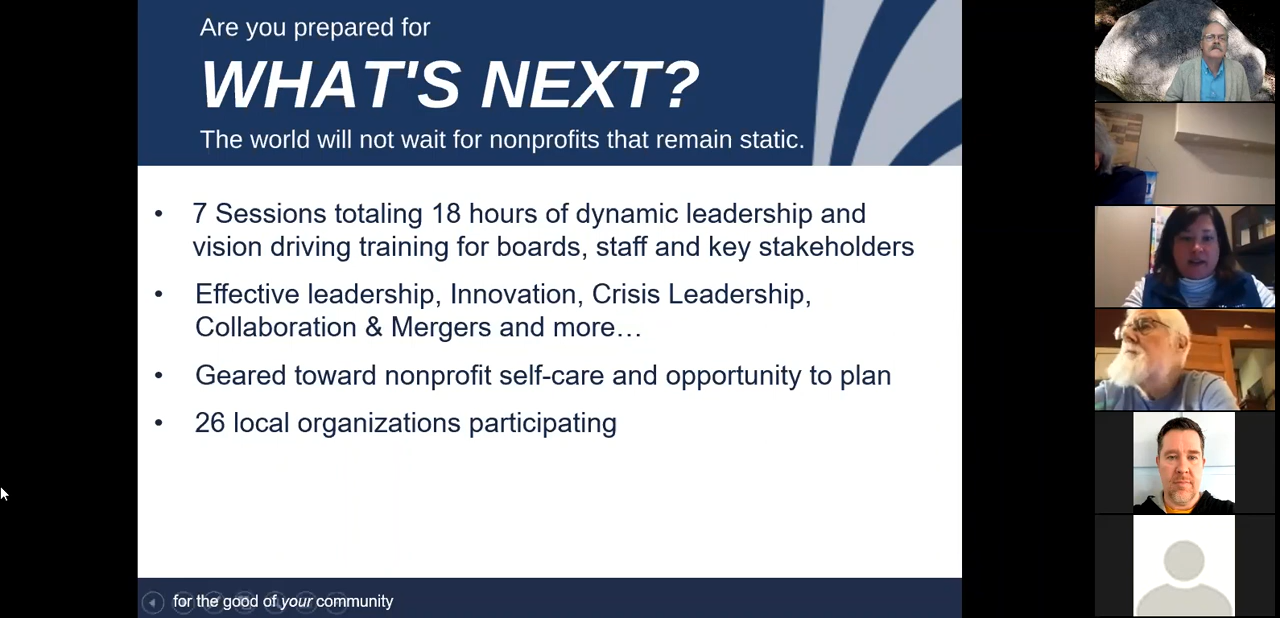 Are you prepared for
WHAT'S NEXT?
The world will not wait for nonprofits that remain static.
• 7 Sessions totaling 18 hours of dynamic leadership and
vision driving training for boards, staff and key stakeholders
• Effective leadership, Innovation, Crisis Leadership,
Collaboration & Mergers and more…
• Geared toward nonprofit self-care and opportunity to plan
• 26 local organizations participating
for the good of your community